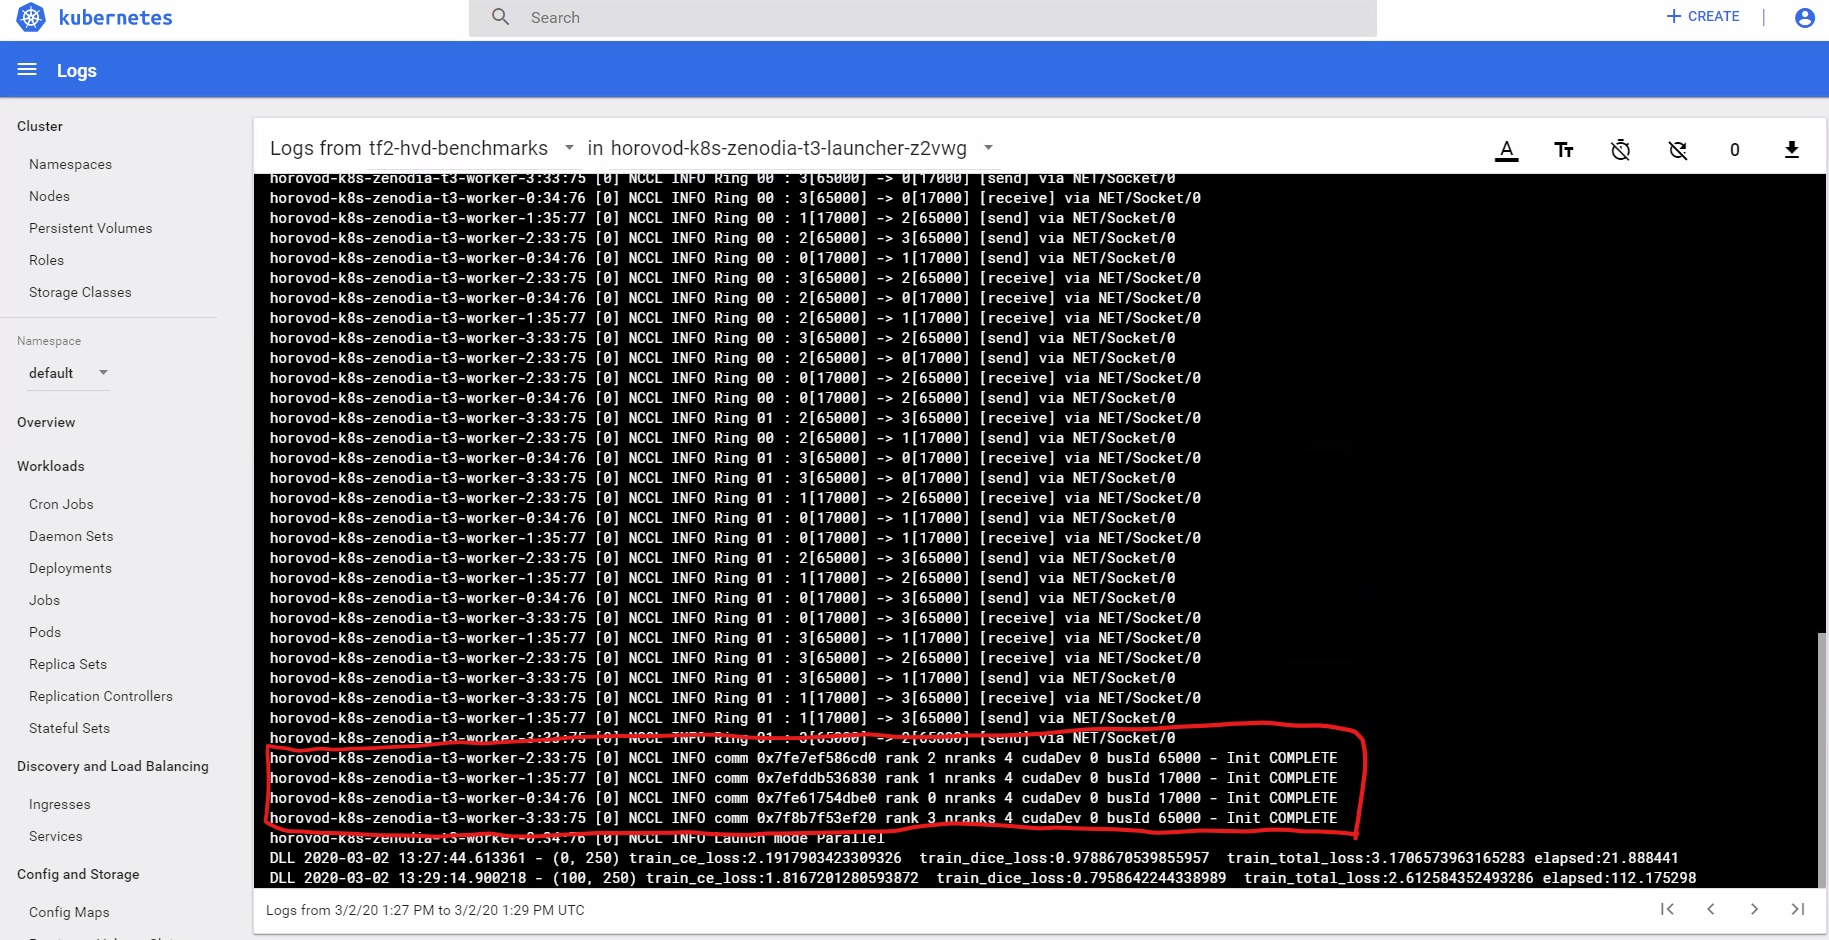 kubernetes
Search
CREATE
Logs
Cluster
Namespaces
Nodes
Persistent Volumes
Roles
Storage Classes
Namespace
default
Overview
Workloads
Cron Jobs
Daemon Sets
Deployments
Jobs
Pods
Replica Sets
Replication Controllers
Stateful Sets
Discovery and Load Balancing
Ingresses
Services
Config and Storage
Config Maps
Logs from tf2-hvd-benchmarks in horovod-k8s-zenodia-t3-launcher-z2vwg
A Tt 0
horovod-k8s-zenodia-t3-worker-3:33:75 [0] NCCL INFO Ring 00 : 3[65000] -> 0[17000] [send] via NET/Socket/0
horovod-k8s-zenodia-t3-worker-0:34:76 [0] NCCL INFO Ring 00 : 3[65000] -> 0[17000] [receive] via NET/Socket/0
horovod-k8s-zenodia-t3-worker-1:35:77 [0] NCCL INFO Ring 00 : 1[17000] -> 2[65000] [send] via NET/Socket/0
horovod-k8s-zenodia-t3-worker-2:33:75 [0] NCCL INFO Ring 00 : 2[65000] -> 3[65000] [send] via NET/Socket/0
horovod-k8s-zenodia-t3-worker-0:34:76 [0] NCCL INFO Ring 00 : 0[17000] -> 1[17000] [send] via NET/Socket/0
horovod-k8s-zenodia-t3-worker-2:33:75 [0] NCCL INFO Ring 00 : 3[65000] -> 2[65000] [receive] via NET/Socket/0
horovod-k8s-zenodia-t3-worker-0:34:76 [0] NCCL INFO Ring 00 : 2[65000] -> 0[17000] [receive] via NET/Socket/0
horovod-k8s-zenodia-t3-worker-1:35:77 [0] NCCL INFO Ring 00 : 2[65000] -> 1[17000] [receive] via NET/Socket/0
horovod-k8s-zenodia-t3-worker-3:33:75 [0] NCCL INFO Ring 00 : 3[65000] -> 2[65000] [send] via NET/Socket/0
horovod-k8s-zenodia-t3-worker-2:33:75 [0] NCCL INFO Ring 00 : 2[65000] -> 0[17000] [send] via NET/Socket/0
horovod-k8s-zenodia-t3-worker-2:33:75 [0] NCCL INFO Ring 00 : 0[17000] -> 2[65000] [receive] via NET/Socket/0
horovod-k8s-zenodia-t3-worker-0:34:76 [0] NCCL INFO Ring 00 : 0[17000] -> 2[65000] [send] via NET/Socket/0
horovod-k8s-zenodia-t3-worker-3:33:75 [0] NCCL INFO Ring 01 : 2[65000] -> 3[65000] [receive] via NET/Socket/0
horovod-k8s-zenodia-t3-worker-2:33:75 [0] NCCL INFO Ring 00 : 2[65000] -> 1[17000] [send] via NET/Socket/0
horovod-k8s-zenodia-t3-worker-0:34:76 [0] NCCL INFO Ring 01 : 3[65000] -> 0[17000] [receive] via NET/Socket/0
horovod-k8s-zenodia-t3-worker-3:33:75 [0] NCCL INFO Ring 01 : 3[65000] -> 0[17000] [send] via NET/Socket/0
horovod-k8s-zenodia-t3-worker-2:33:75 [0] NCCL INFO Ring 01 : 1[17000] -> 2[65000] [receive] via NET/Socket/0
horovod-k8s-zenodia-t3-worker-0:34:76 [0] NCCL INFO Ring 01 : 0[17000] -> 1[17000] [send] via NET/Socket/0
horovod-k8s-zenodia-t3-worker-1:35:77 [0] NCCL INFO Ring 01 : 0[17000] -> 1[17000] [receive] via NET/Socket/0
horovod-k8s-zenodia-t3-worker-2:33:75 [0] NCCL INFO Ring 01 : 2[65000] -> 3[65000] [send] via NET/Socket/0
horovod-k8s-zenodia-t3-worker-1:35:77 [0] NCCL INFO Ring 01 : 1[17000] -> 2[65000] [send] via NET/Socket/0
horovod-k8s-zenodia-t3-worker-0:34:76 [0] NCCL INFO Ring 01 : 0[17000] -> 3[65000] [send] via NET/Socket/0
horovod-k8s-zenodia-t3-worker-3:33:75 [0] NCCL INFO Ring 01 : 0[17000] -> 3[65000] [receive] via NET/Socket/0
horovod-k8s-zenodia-t3-worker-1:35:77 [0] NCCL INFO Ring 01 : 3[65000] -> 1[17000] [receive] via NET/Socket/0
horovod-k8s-zenodia-t3-worker-2:33:75 [0] NCCL INFO Ring 01 : 3[65000] -> 2[65000] [receive] via NET/Socket/0
horovod-k8s-zenodia-t3-worker-3:33:75 [0] NCCL INFO Ring 01 : 3[65000] -> 1[17000] [send] via NET/Socket/0
horovod-k8s-zenodia-t3-worker-3:33:75 [0] NCCL INFO Ring 01 : 1[17000] -> 3[65000] [receive] via NET/Socket/0
horovod-k8s-zenodia-t3-worker-1:35:77 [0] NCCL INFO Ring 01 : 1[17000] -> 3[65000] [send] via NET/Socket/0
horovod-k8s-zenodia-t3-worker-3:33:75 [0] NCCL INFO Ring 01 : 3[65000] -> 2[65000] [send] via NET/Socket/0
horovod-k8s-zenodia-t3-worker-2:33:75 [0] NCCL INFO comm 0x7fe7ef586cd0 rank 2 nranks 4 cudaDev 0 busId 65000 - Init COMPLETE
horovod-k8s-zenodia-t3-worker-1:35:77 [0] NCCL INFO comm 0x7efddb536830 rank 1 nranks 4 cudaDev 0 busId 17000 - Init COMPLETE
horovod-k8s-zenodia-t3-worker-0:34:76 [0] NCCL INFO comm 0x7fe61754dbe0 rank 0 nranks 4 cudaDev 0 busId 17000 - Init COMPLETE
horovod-k8s-zenodia-t3-worker-3:33:75 [0] NCCL INFO comm 0x7f8b7f53ef20 rank 3 nranks 4 cudaDev 0 busId 65000 - Init COMPLETE
horovod-k8s-zenodia-t3-worker-0:34:76 [0] NCCL INFO Launch mode Parallel
DLL 2020-03-02 13:27:44.613361 - (0, 250) train_ce_loss:2.1917903423309326 train_dice_loss:0.9788670539855957 train_total_loss:3.1706573963165283 elapsed:21.888441
DLL 2020-03-02 13:29:14.900218 - (100, 250) train_ce_loss:1.8167201280593872 train_dice_loss:0.7958642244338989 train_total_loss:2.612584352493286 elapsed:112.175298
Logs from 3/2/20 1:27 PM to 3/2/20 1:29 PM UTC